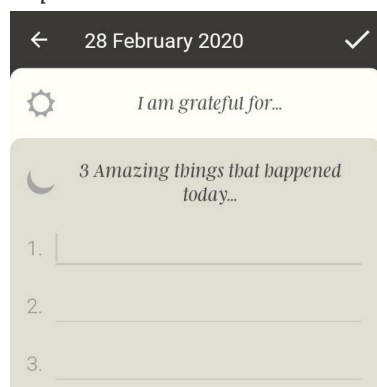 28 February 2020
I am grateful for...
3 Amazing things that happened
today...
1.
2.
3.